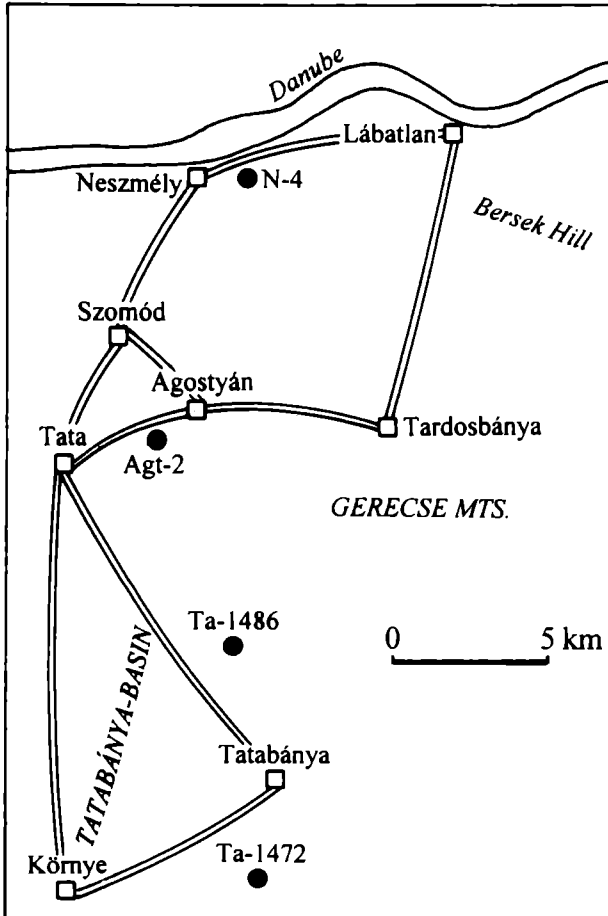 Danube
Lábatlan
Neszmély
N-4
Bersek Hill
Szomód
Agostyán
Tata
Tardosbánya
Agt-2
GERECSE MTS.
Ta-1486
0 5 km
TATABÁNYA-BASIN
Tatabánya
Környe
Ta-1472